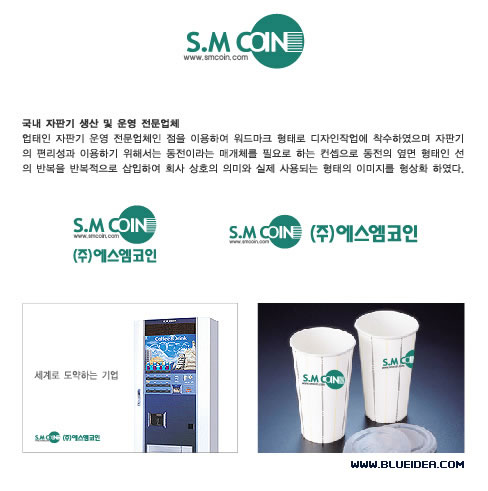 S.M COIN
www.smcoin.com
국내 자판기 생산 및 운영 전문업체
업태인 자판기 운영 전문업체인 점을 이용하여 워드마크 형태로 디자인작업에 착수하였으며 자판기
의 편리성과 이용하기 위해서는 동전이라는 매개체를 필요로 하는 컨셉으로 동전의 옆면 형태인 선
의 반복을 반복적으로 삽입하여 회사 상호의 의미와 실제 사용되는 형태의 이미지를 형상화 하였다.
S.M COIN
www.smcoin.com
(주)에스엠코인
S.M COIN
www.smcoin.com
(주)에스엠코인
Coffee&Drink
세계로 도약하는 기업
S.M COIN (주)에스엠코인
S.M COIN
S.M COIN
WWW.BLUEIDEA.COM